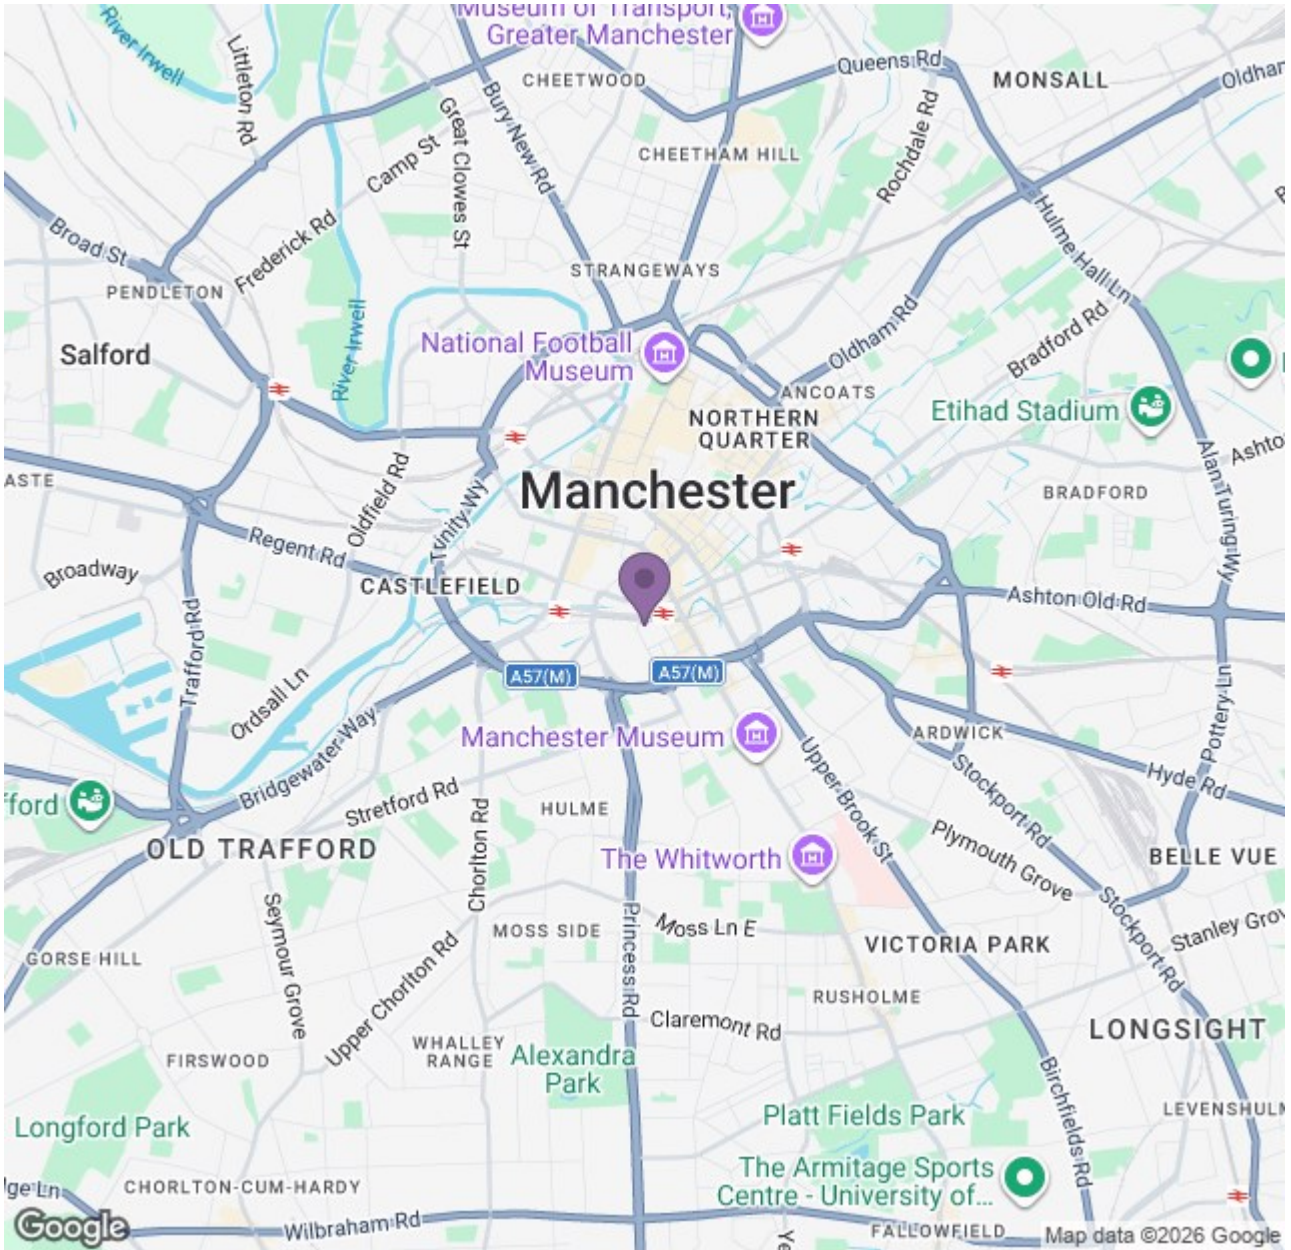 Museum of Transport,
Greater Manchester
River Irwell
Littleton Rd
CHEETWOOD
Queens Rd
MONSALL
Bury New Rd
Great Clowes St
Camp St
CHEETHAM HILL
Rochdale Rd
Broad St
Frederick Rd
PENDLETON
STRANGEWAYS
Hulme Hall Ln
Salford
River Irwell
National Football
Museum
Oldham Rd
Bradford Rd
ANCOATS
NORTHERN
QUARTER
Etihad Stadium
Manchester
Oldfield Rd
Trinity Wy
BRADFORD
Alan Turing Wy
Regent Rd
Broadway
CASTLEFIELD
Ashton Old Rd
Trafford Rd
A57(M)
A57(M)
Ordsall Ln
Bridgewater Way
Manchester Museum
ARDWICK
Pottery Ln
Hyde Rd
Stretford Rd
HULME
Upper Brook St
Stockport Rd
OLD TRAFFORD
Chorlton Rd
The Whitworth
Plymouth Grove
BELLE VUE
Seymour Grove
MOSS SIDE
Princess Rd
Moss Ln E
VICTORIA PARK
Stockport Rd
GORSE HILL
Upper Chorlton Rd
RUSHOLME
Claremont Rd
LONGSIGHT
FIRSWOOD
WHALLEY
RANGE
Alexandra
Park
Birchfields Rd
Longford Park
Platt Fields Park
The Armitage Sports
Centre - University of…
CHORLTON-CUM-HARDY
Wilbraham Rd
FALLOWFIELD
Google
Map data ©2026 Google